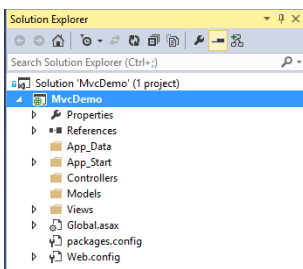 Solution Explorer
Search Solution Explorer (Ctrl+;)
Solution 'MvcDemo' (1 project)
MvcDemo
Properties
References
App_Data
App_Start
Controllers
Models
Views
Global.asax
packages.config
Web.config